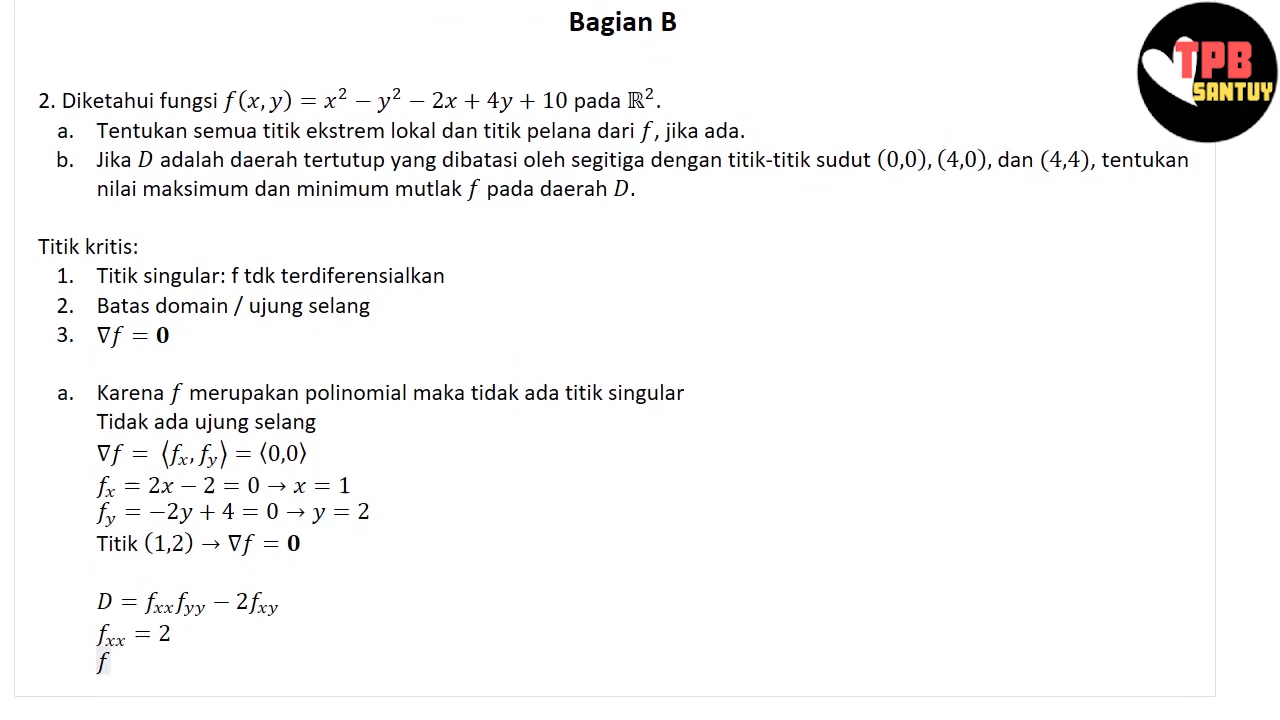 Bagian B
TPB
SANTUY
2. Diketahui fungsi f(x, y) = x² − y² − 2x + 4y + 10 pada ℝ².
a. Tentukan semua titik ekstrem lokal dan titik pelana dari f, jika ada.
b. Jika D adalah daerah tertutup yang dibatasi oleh segitiga dengan titik-titik sudut (0,0), (4,0), dan (4,4), tentukan
nilai maksimum dan minimum mutlak f pada daerah D.
Titik kritis:
1. Titik singular: f tdk terdiferensialkan
2. Batas domain / ujung selang
3. ∇f = 𝟎
a. Karena f merupakan polinomial maka tidak ada titik singular
Tidak ada ujung selang
∇f = ⟨fₓ, f_y⟩ = ⟨0,0⟩
fₓ = 2x − 2 = 0 → x = 1
f_y = −2y + 4 = 0 → y = 2
Titik (1,2) → ∇f = 𝟎
D = f_xx f_yy − 2f_xy
f_xx = 2
f